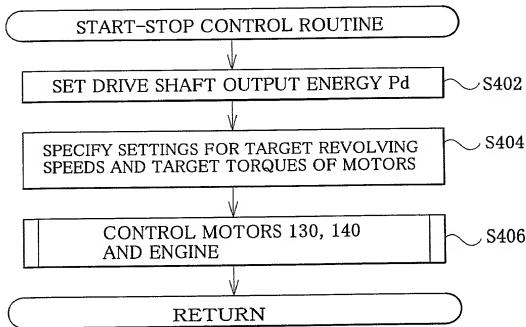 START-STOP CONTROL ROUTINE
SET DRIVE SHAFT OUTPUT ENERGY Pd
S402
SPECIFY SETTINGS FOR TARGET REVOLVING
SPEEDS AND TARGET TORQUES OF MOTORS
S404
CONTROL MOTORS 130, 140
AND ENGINE
S406
RETURN